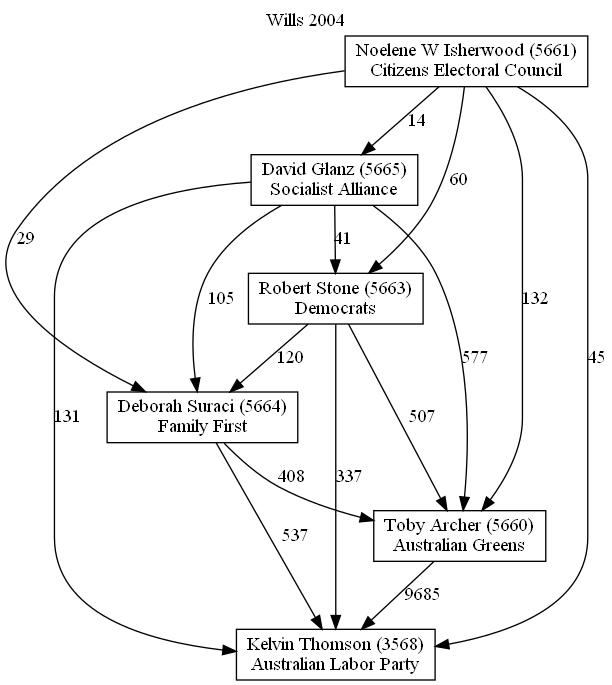 Wills 2004
Noelene W Isherwood (5661)
Citizens Electoral Council
14
60
David Glanz (5665)
Socialist Alliance
29
41
105
132
577
45
Robert Stone (5663)
Democrats
120
131
507
337
Deborah Suraci (5664)
Family First
408
537
Toby Archer (5660)
Australian Greens
9685
Kelvin Thomson (3568)
Australian Labor Party